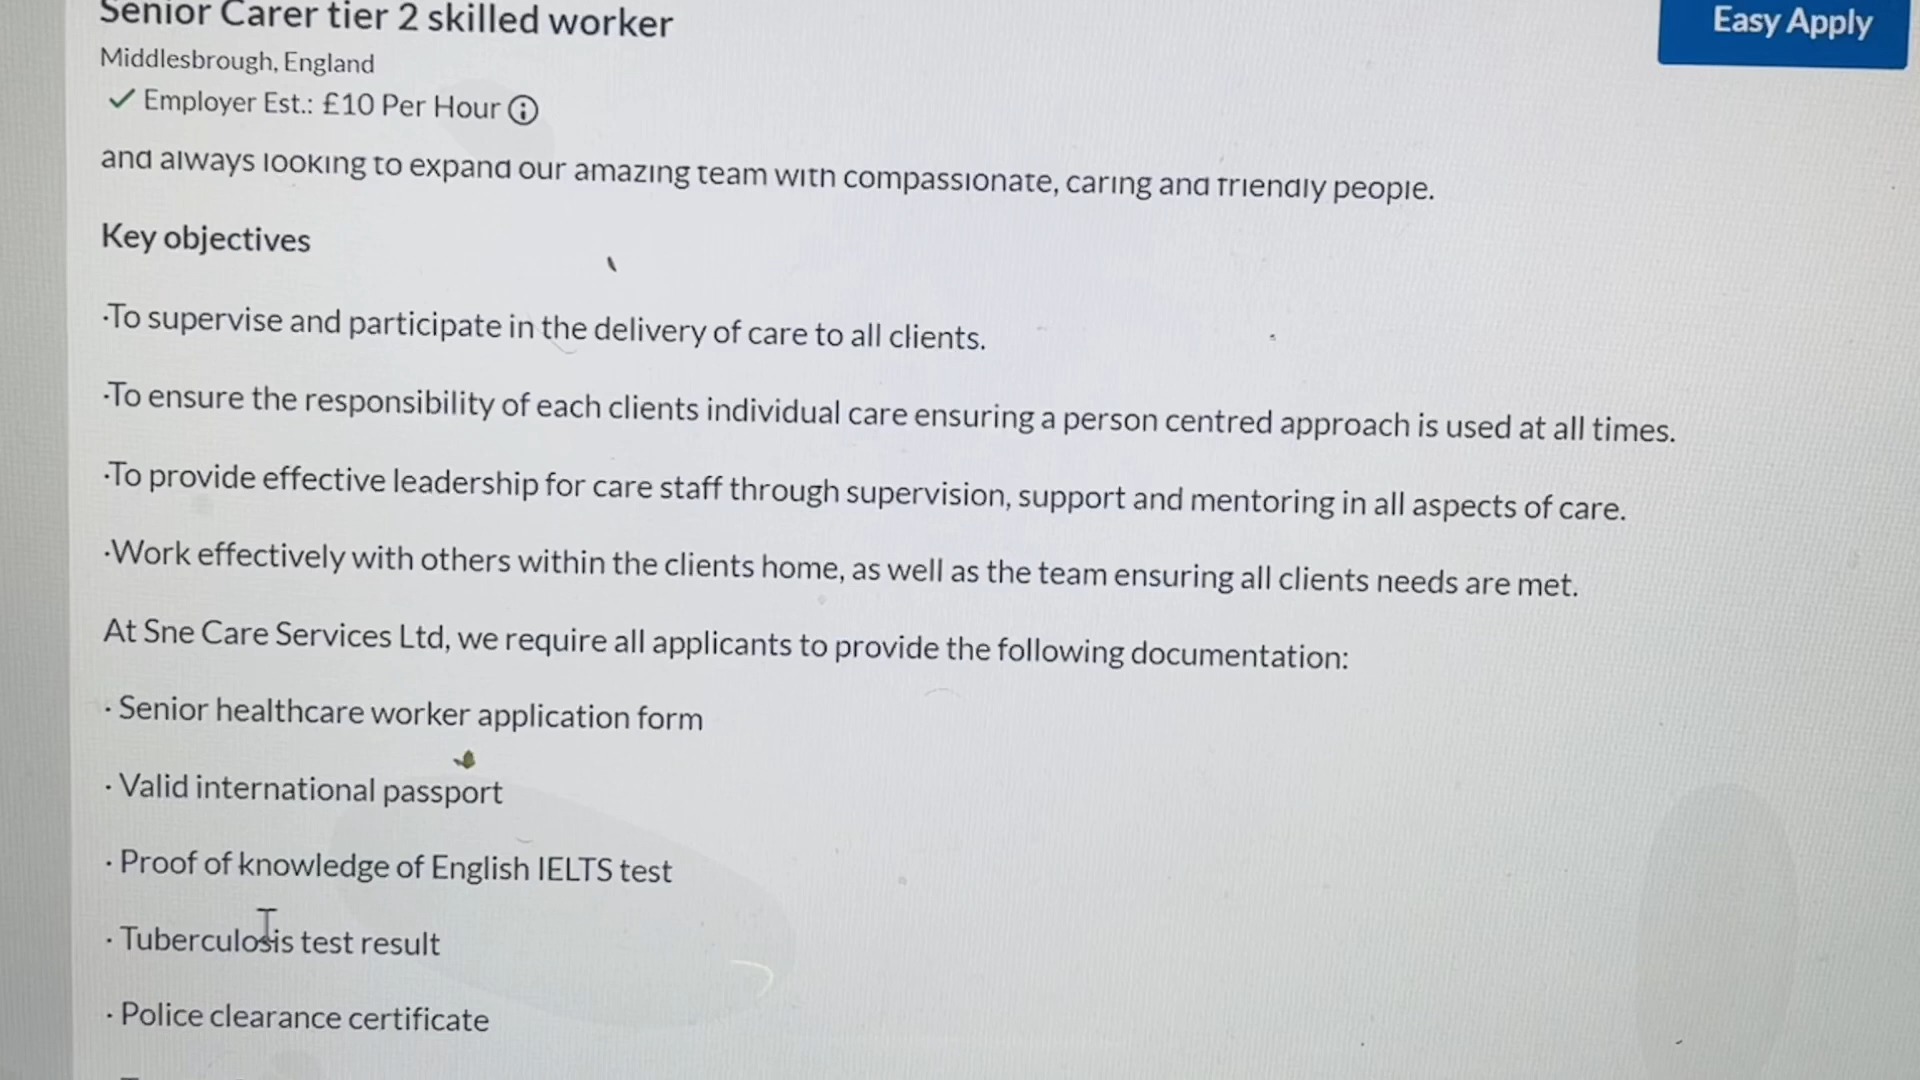 Senior Carer tier 2 skilled worker
Easy Apply
Middlesbrough, England
Employer Est.: £10 Per Hour
and always looking to expand our amazing team with compassionate, caring and friendly people.
Key objectives
·To supervise and participate in the delivery of care to all clients.
·To ensure the responsibility of each clients individual care ensuring a person centred approach is used at all times.
·To provide effective leadership for care staff through supervision, support and mentoring in all aspects of care.
·Work effectively with others within the clients home, as well as the team ensuring all clients needs are met.
At Sne Care Services Ltd, we require all applicants to provide the following documentation:
· Senior healthcare worker application form
· Valid international passport
· Proof of knowledge of English IELTS test
· Tuberculosis test result
· Police clearance certificate